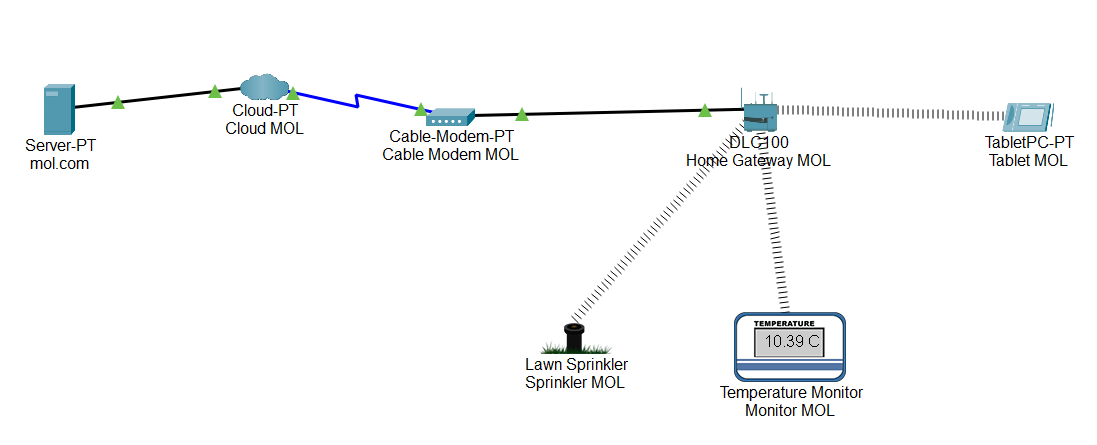 Server-PT
mol.com
Cloud-PT
Cloud MOL
Cable-Modem-PT
Cable Modem MOL
DLC100
Home Gateway MOL
TabletPC-PT
Tablet MOL
Lawn Sprinkler
Sprinkler MOL
TEMPERATURE
10.39 C
Temperature Monitor
Monitor MOL